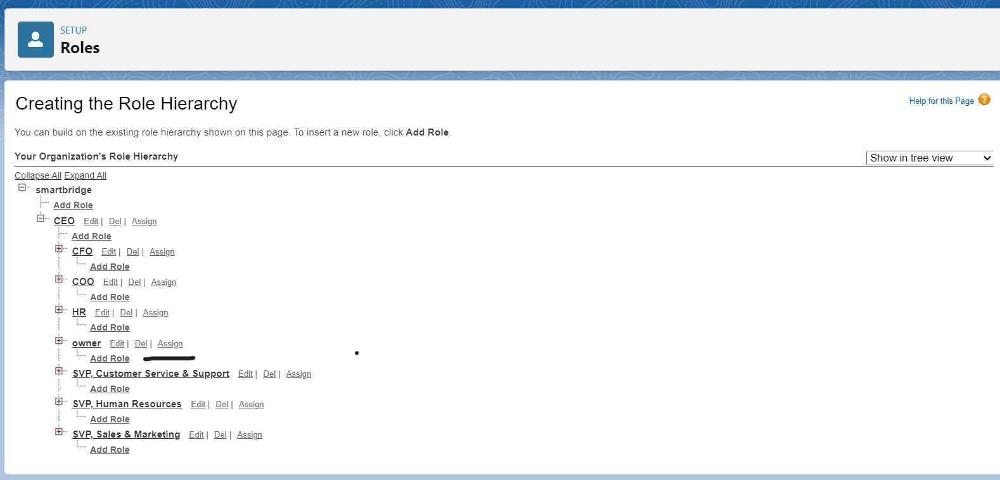 SETUP
Roles
Creating the Role Hierarchy
Help for this Page ?
You can build on the existing role hierarchy shown on this page. To insert a new role, click Add Role.
Your Organization's Role Hierarchy
Show in tree view
Collapse All Expand All
smartbridge
Add Role
CEO Edit | Del | Assign
Add Role
CFO Edit | Del | Assign
Add Role
COO Edit | Del | Assign
Add Role
HR Edit | Del | Assign
Add Role
owner Edit | Del | Assign
Add Role
SVP, Customer Service & Support Edit | Del | Assign
Add Role
SVP, Human Resources Edit | Del | Assign
Add Role
SVP, Sales & Marketing Edit | Del | Assign
Add Role